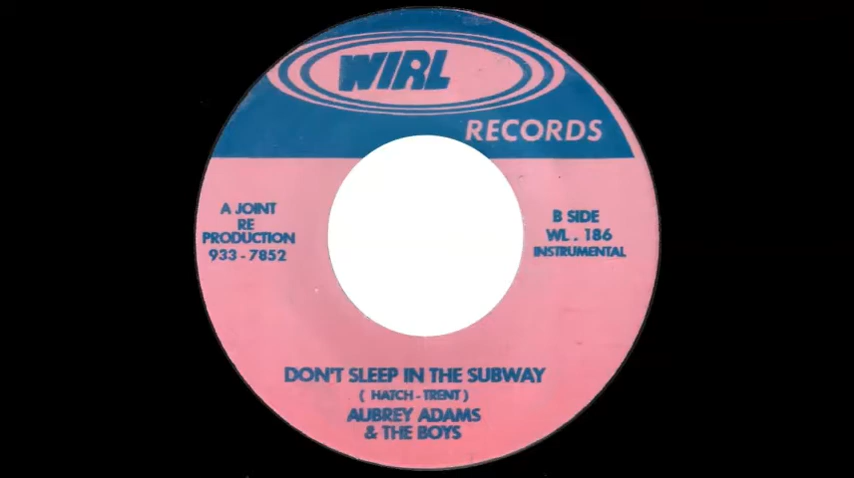 WIRL
RECORDS
A JOINT
RE
PRODUCTION
933 - 7852
B SIDE
WL . 186
INSTRUMENTAL
DON'T SLEEP IN THE SUBWAY
( HATCH - TRENT )
AUBREY ADAMS
& THE BOYS